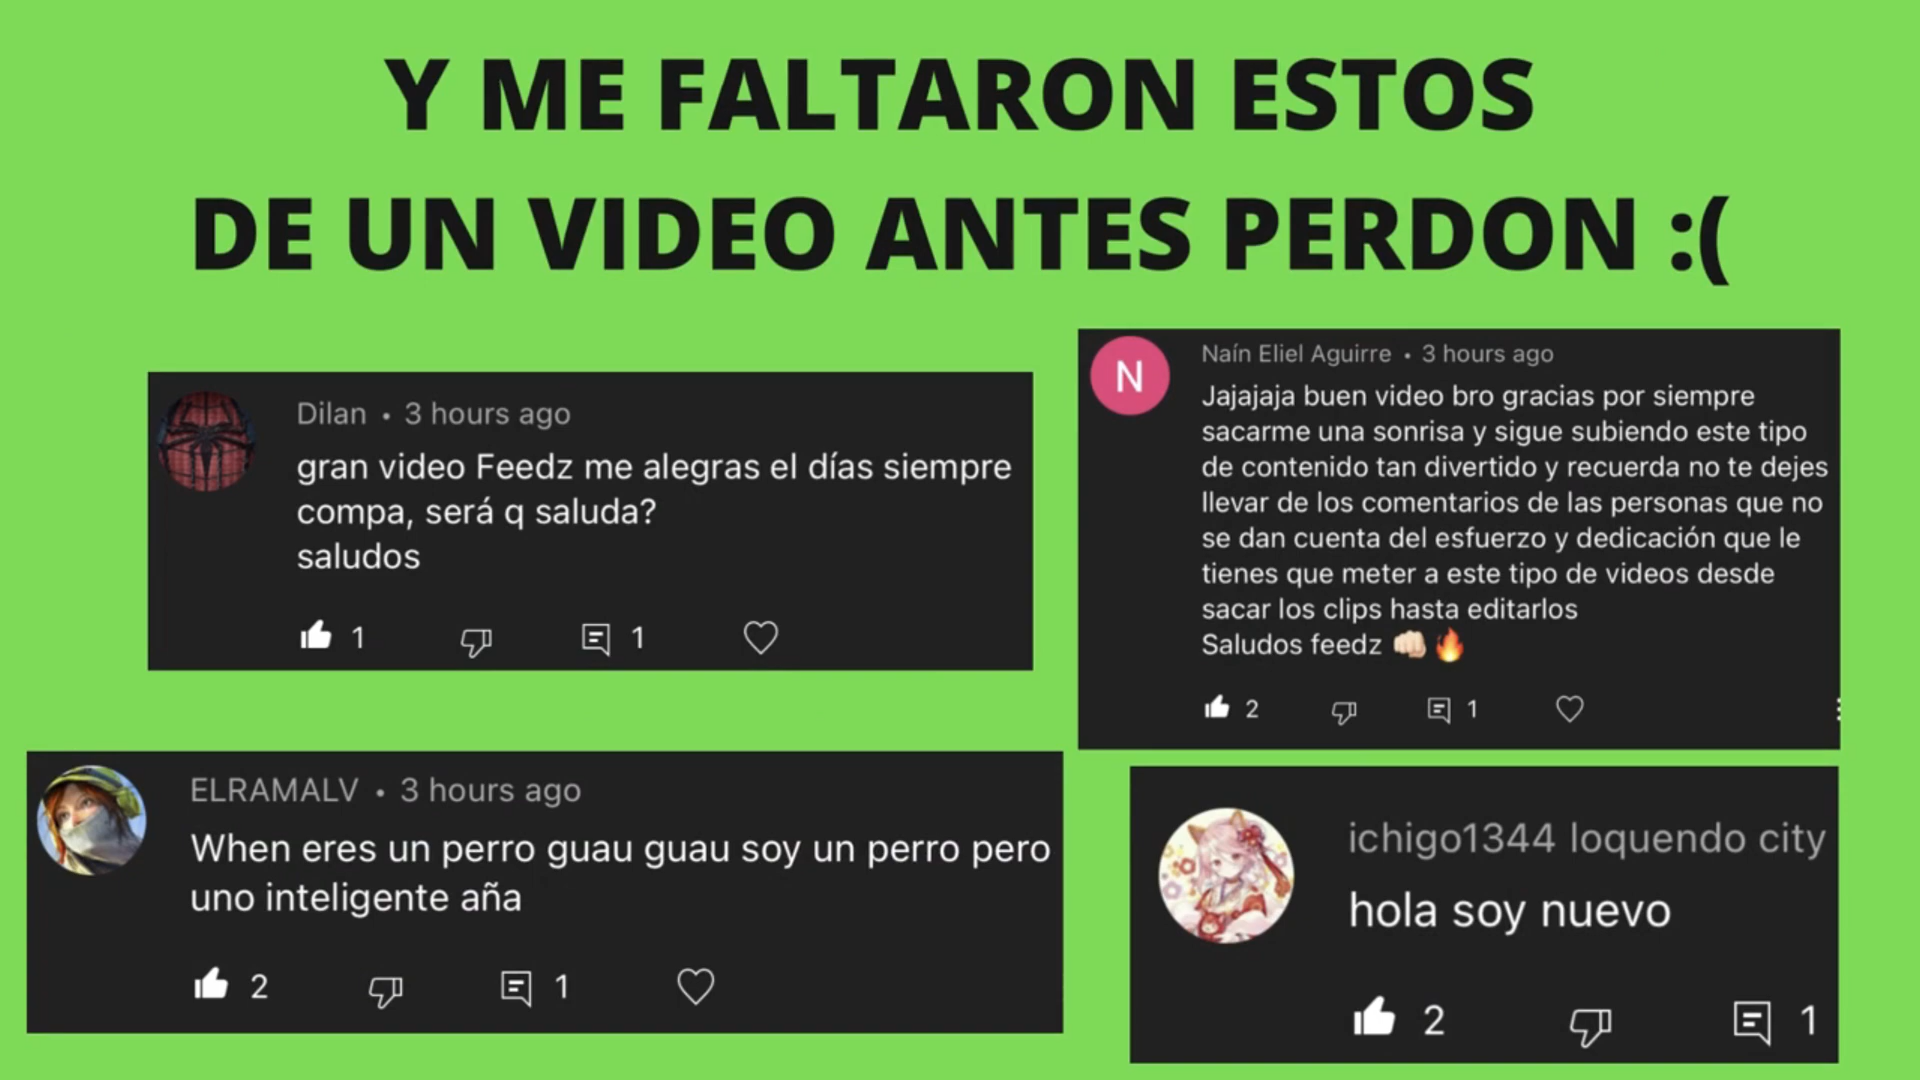 Y ME FALTARON ESTOS
DE UN VIDEO ANTES PERDON :(
Dilan • 3 hours ago
gran video Feedz me alegras el días siempre
compa, será q saluda?
saludos
1 1
N
Naín Eliel Aguirre • 3 hours ago
Jajajaja buen video bro gracias por siempre
sacarme una sonrisa y sigue subiendo este tipo
de contenido tan divertido y recuerda no te dejes
llevar de los comentarios de las personas que no
se dan cuenta del esfuerzo y dedicación que le
tienes que meter a este tipo de videos desde
sacar los clips hasta editarlos
Saludos feedz 👊🏻🔥
2 1
ELRAMALV • 3 hours ago
When eres un perro guau guau soy un perro pero
uno inteligente aña
2 1
ichigo1344 loquendo city
hola soy nuevo
2 1